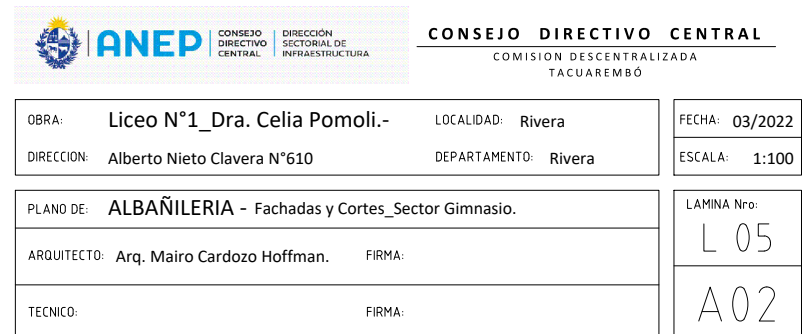 ANEP
CONSEJO
DIRECTIVO
CENTRAL
DIRECCIÓN
SECTORIAL DE
INFRAESTRUCTURA
CONSEJO DIRECTIVO CENTRAL
COMISION DESCENTRALIZADA
TACUAREMBÓ
OBRA: Liceo N°1_Dra. Celia Pomoli.- LOCALIDAD: Rivera
DIRECCION: Alberto Nieto Clavera N°610 DEPARTAMENTO: Rivera
FECHA: 03/2022
ESCALA: 1:100
PLANO DE: ALBAÑILERIA - Fachadas y Cortes_Sector Gimnasio.
ARQUITECTO: Arq. Mairo Cardozo Hoffman. FIRMA:
TECNICO: FIRMA:
LAMINA Nro:
L 05
A02